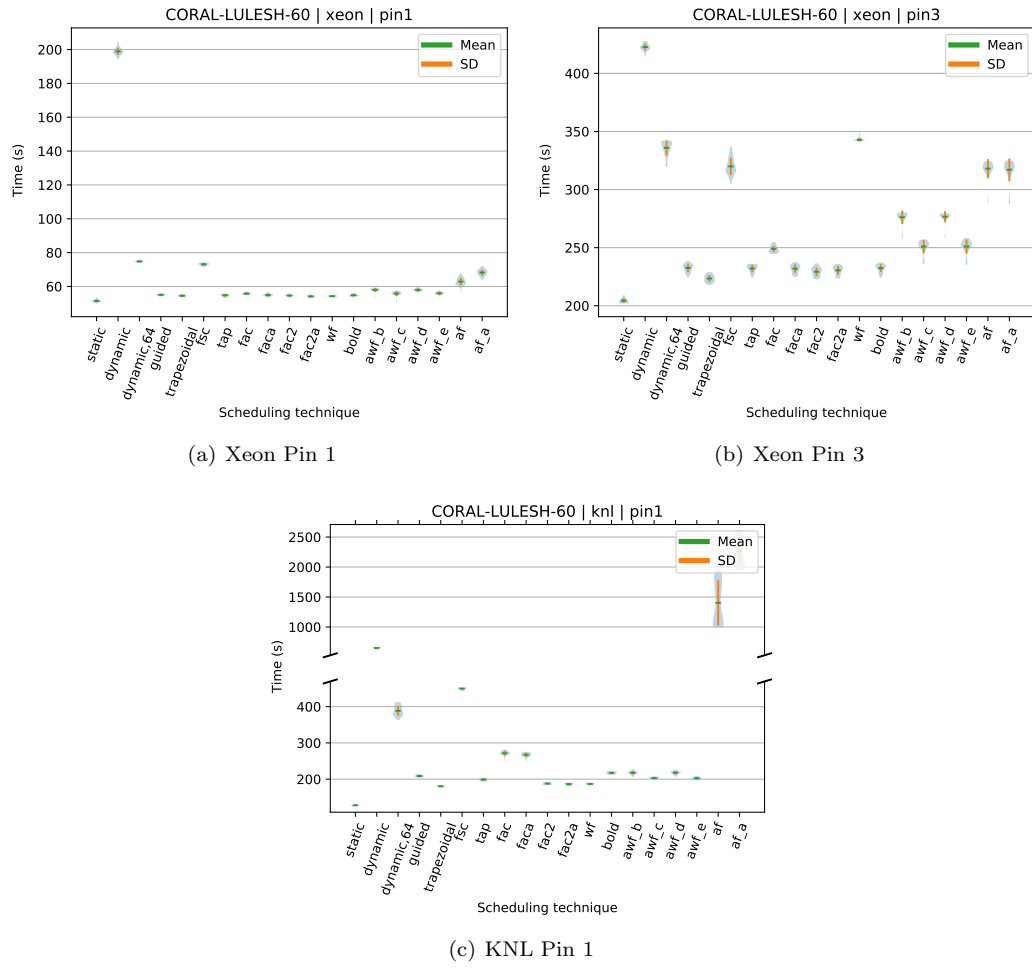 CORAL-LULESH-60 | xeon | pin1
Mean
SD
200
180
160
140
120
100
80
60
Time (s)
static
dynamic
dynamic,64
guided
trapezoidal
fsc
tap
fac
faca
fac2
fac2a
wf
bold
awf_b
awf_c
awf_d
awf_e
af
af_a
Scheduling technique
(a) Xeon Pin 1
CORAL-LULESH-60 | xeon | pin3
Mean
SD
400
350
300
250
200
Time (s)
static
dynamic
dynamic,64
guided
trapezoidal
fsc
tap
fac
faca
fac2
fac2a
wf
bold
awf_b
awf_c
awf_d
awf_e
af
af_a
Scheduling technique
(b) Xeon Pin 3
CORAL-LULESH-60 | knl | pin1
Mean
SD
2500
2000
1500
1000
400
300
200
Time (s)
static
dynamic
dynamic,64
guided
trapezoidal
fsc
tap
fac
faca
fac2
fac2a
wf
bold
awf_b
awf_c
awf_d
awf_e
af
af_a
Scheduling technique
(c) KNL Pin 1